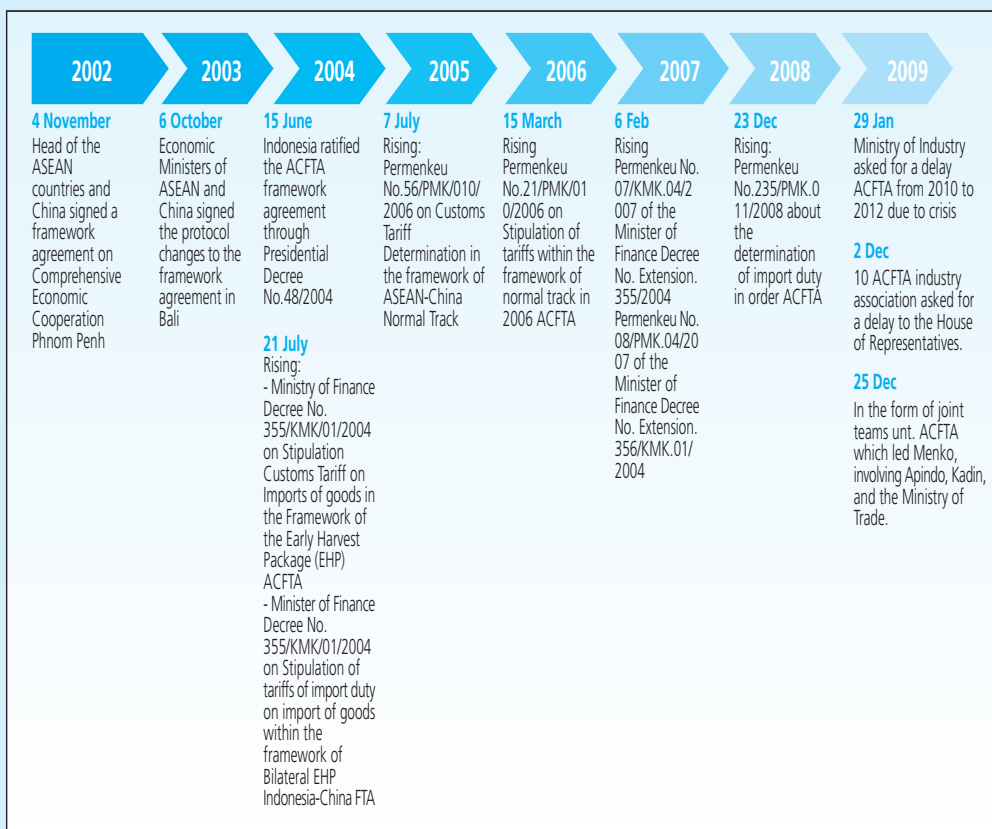 2002
2003
2004
2005
2006
2007
2008
2009
4 November
Head of the
ASEAN
countries and
China signed a
framework
agreement on
Comprehensive
Economic
Cooperation
Phnom Penh
6 October
Economic
Ministers of
ASEAN and
China signed
the protocol
changes to the
framework
agreement in
Bali
15 June
Indonesia ratified
the ACFTA
framework
agreement
through
Presidential
Decree
No.48/2004
21 July
Rising:
- Ministry of Finance
Decree No.
355/KMK/01/2004
on Stipulation
Customs Tariff on
Imports of goods in
the Framework of
the Early Harvest
Package (EHP)
ACFTA
- Minister of Finance
Decree No.
355/KMK/01/2004
on Stipulation of
tariffs of import duty
on import of goods
within the
framework of
Bilateral EHP
Indonesia-China FTA
7 July
Rising:
Permenkeu
No.56/PMK/010/
2006 on Customs
Tariff
Determination in
the framework of
ASEAN-China
Normal Track
15 March
Rising
Permenkeu
No.21/PMK/01
0/2006 on
Stipulation of
tariffs within the
framework of
normal track in
2006 ACFTA
6 Feb
Rising
Permenkeu No.
07/KMK.04/2
007 of the
Minister of
Finance Decree
No. Extension.
355/2004
Permenkeu No.
08/PMK.04/20
07 of the
Minister of
Finance Decree
No. Extension.
356/KMK.01/
2004
23 Dec
Rising:
Permenkeu
No.235/PMK.0
11/2008 about
the
determination
of import duty
in order ACFTA
29 Jan
Ministry of Industry
asked for a delay
ACFTA from 2010 to
2012 due to crisis
2 Dec
10 ACFTA industry
association asked for
a delay to the House
of Representatives.
25 Dec
In the form of joint
teams unt. ACFTA
which led Menko,
involving Apindo, Kadin,
and the Ministry of
Trade.